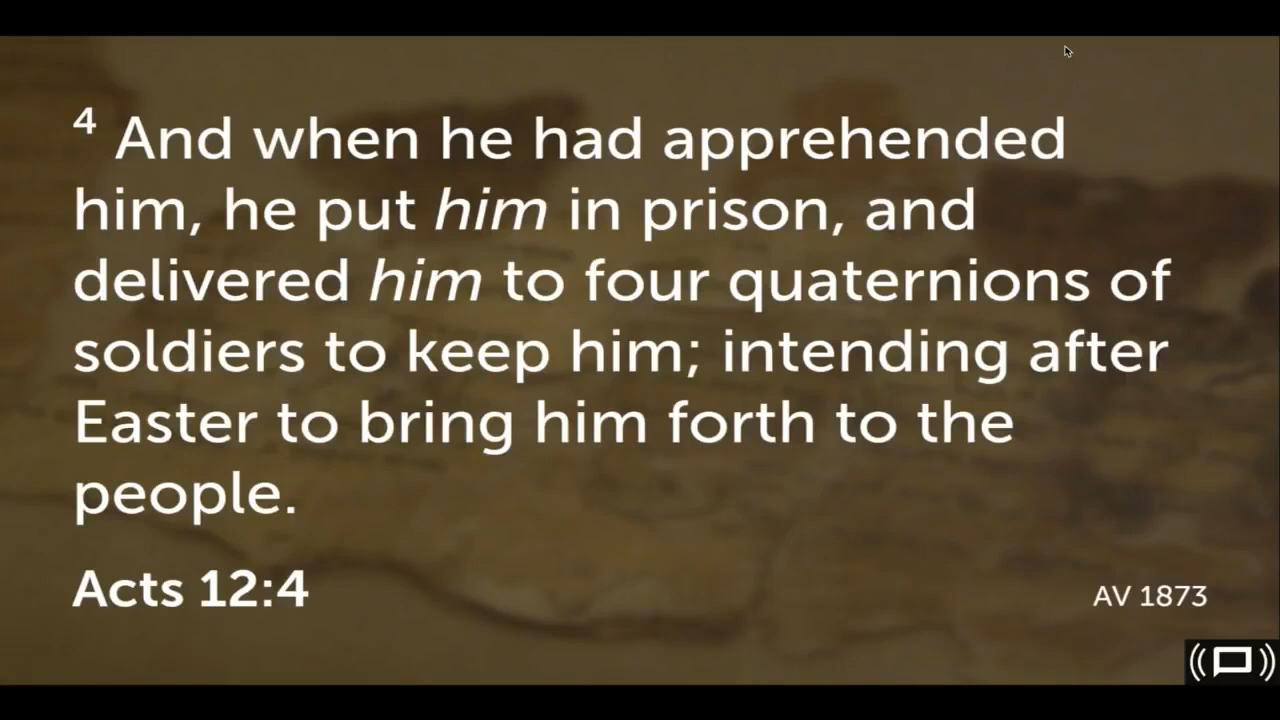 4 And when he had apprehended
him, he put him in prison, and
delivered him to four quaternions of
soldiers to keep him; intending after
Easter to bring him forth to the
people.
Acts 12:4
AV 1873